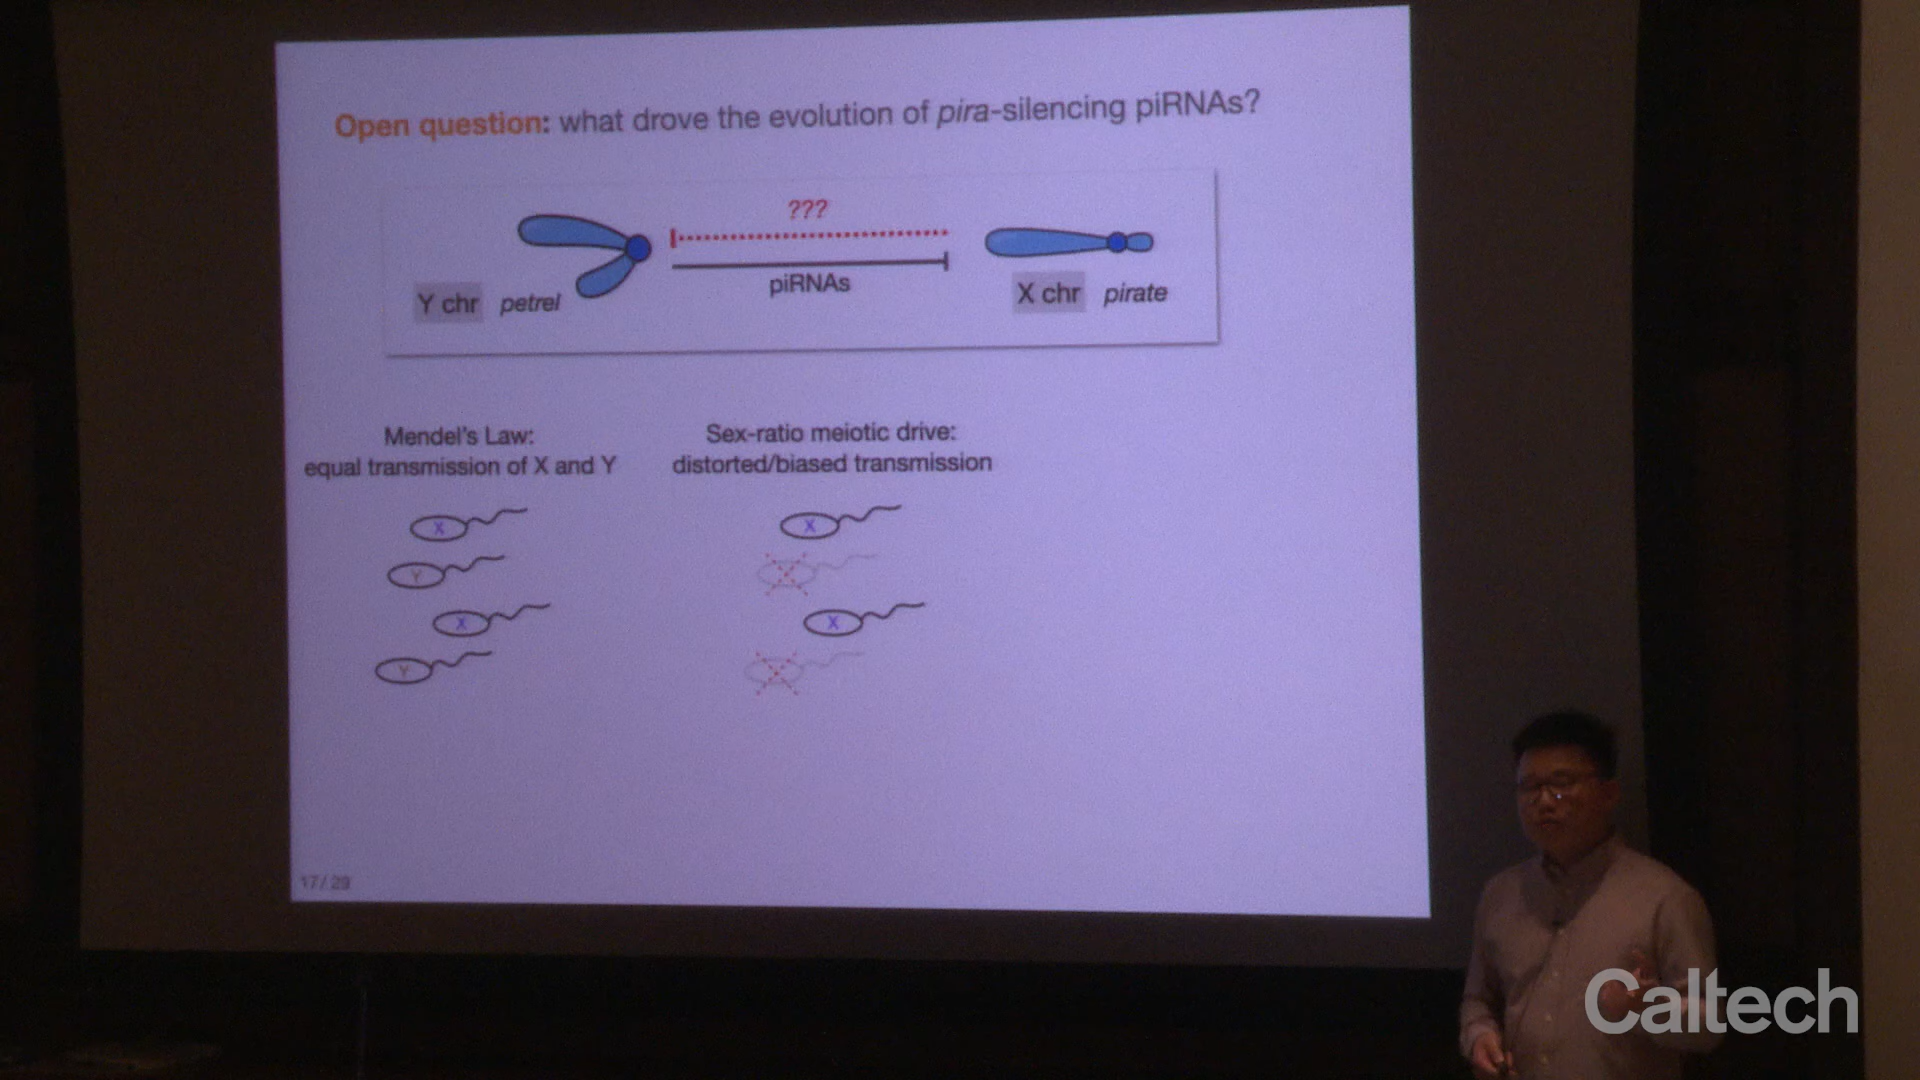 Open question: what drove the evolution of pira-silencing piRNAs?
???
piRNAs
Y chr petrel
X chr pirate
Mendel's Law:
equal transmission of X and Y
Sex-ratio meiotic drive:
distorted/biased transmission
X
X
Y
X
X
Y
17/29
Caltech